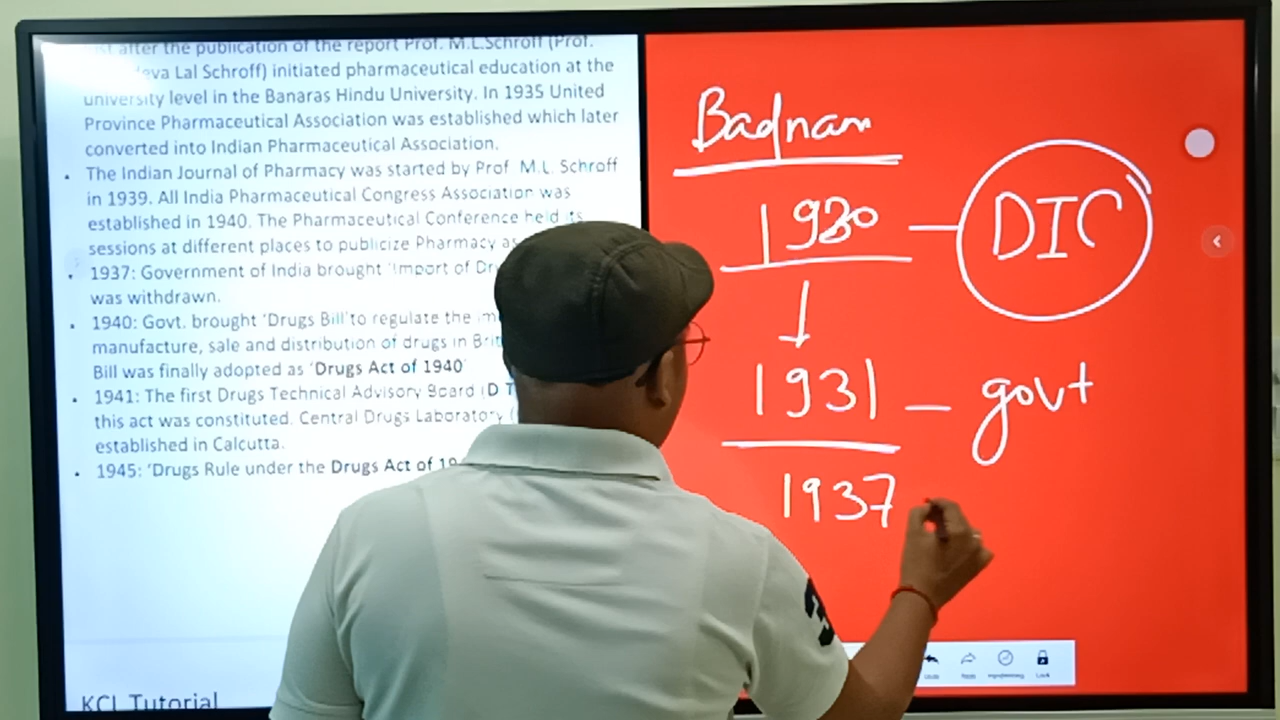 after the publication of the report Prof. M.L.Schroff (Prof.
Lal Schroff) initiated pharmaceutical education at the
university level in the Banaras Hindu University. In 1935 United
Province Pharmaceutical Association was established which later
converted into Indian Pharmaceutical Association.
• The Indian Journal of Pharmacy was started by Prof M.L. Schroff
in 1939. All India Pharmaceutical Congress Association was
established in 1940. The Pharmaceutical Conference held its
sessions at different places to publicize Pharmacy as
• 1937: Government of India brought 'Import of
was withdrawn.
• 1940: Govt. brought 'Drugs Bill'to regulate the
manufacture, sale and distribution of drugs in
Bill was finally adopted as 'Drugs Act of 1940'
• 1941: The first Drugs Technical Advisory Board (D T
this act was constituted. Central Drugs Laboratory (
established in Calcutta.
• 1945: 'Drugs Rule under the Drugs Act of
KCL Tutorial
Badnam
1930 – DIC
1931 – govt
1937
3
Undo
Redo
Lock